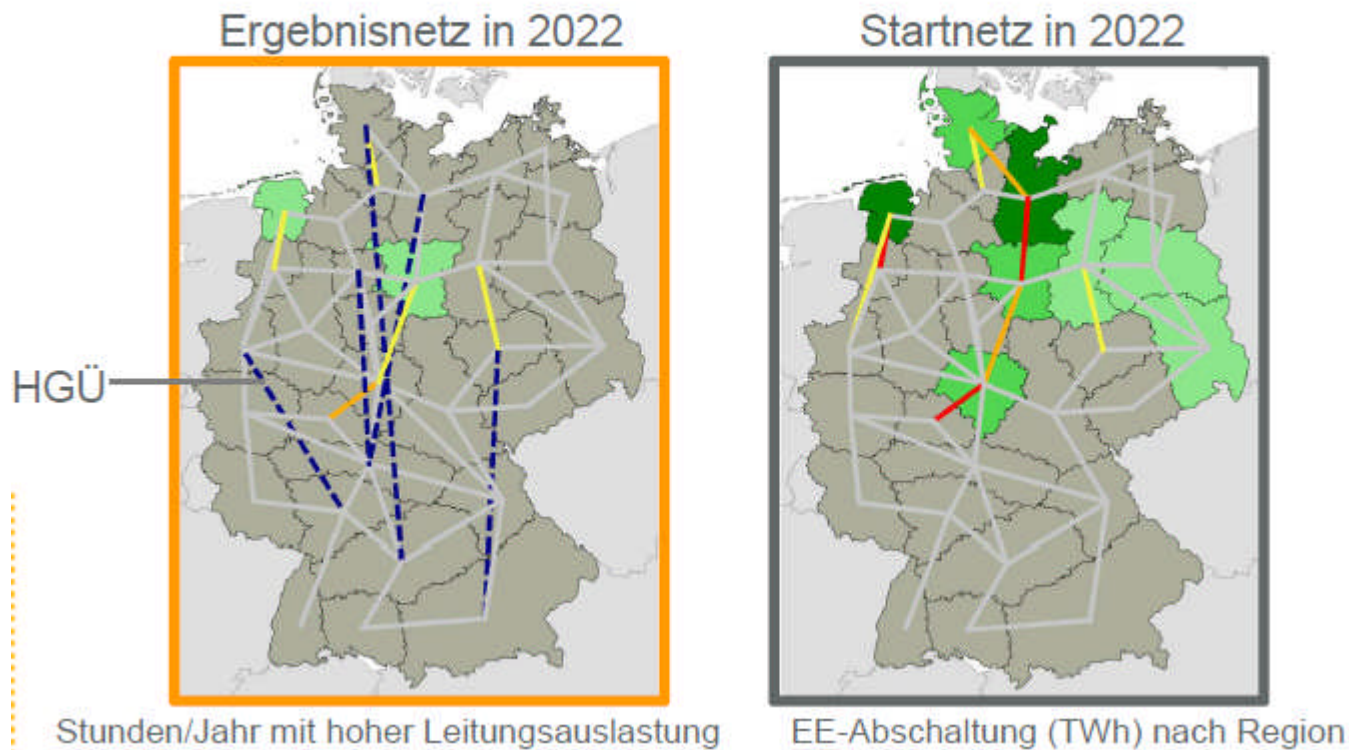 Ergebnisnetz in 2022
Startnetz in 2022
HGÜ
Stunden/Jahr mit hoher Leitungsauslastung
EE-Abschaltung (TWh) nach Region